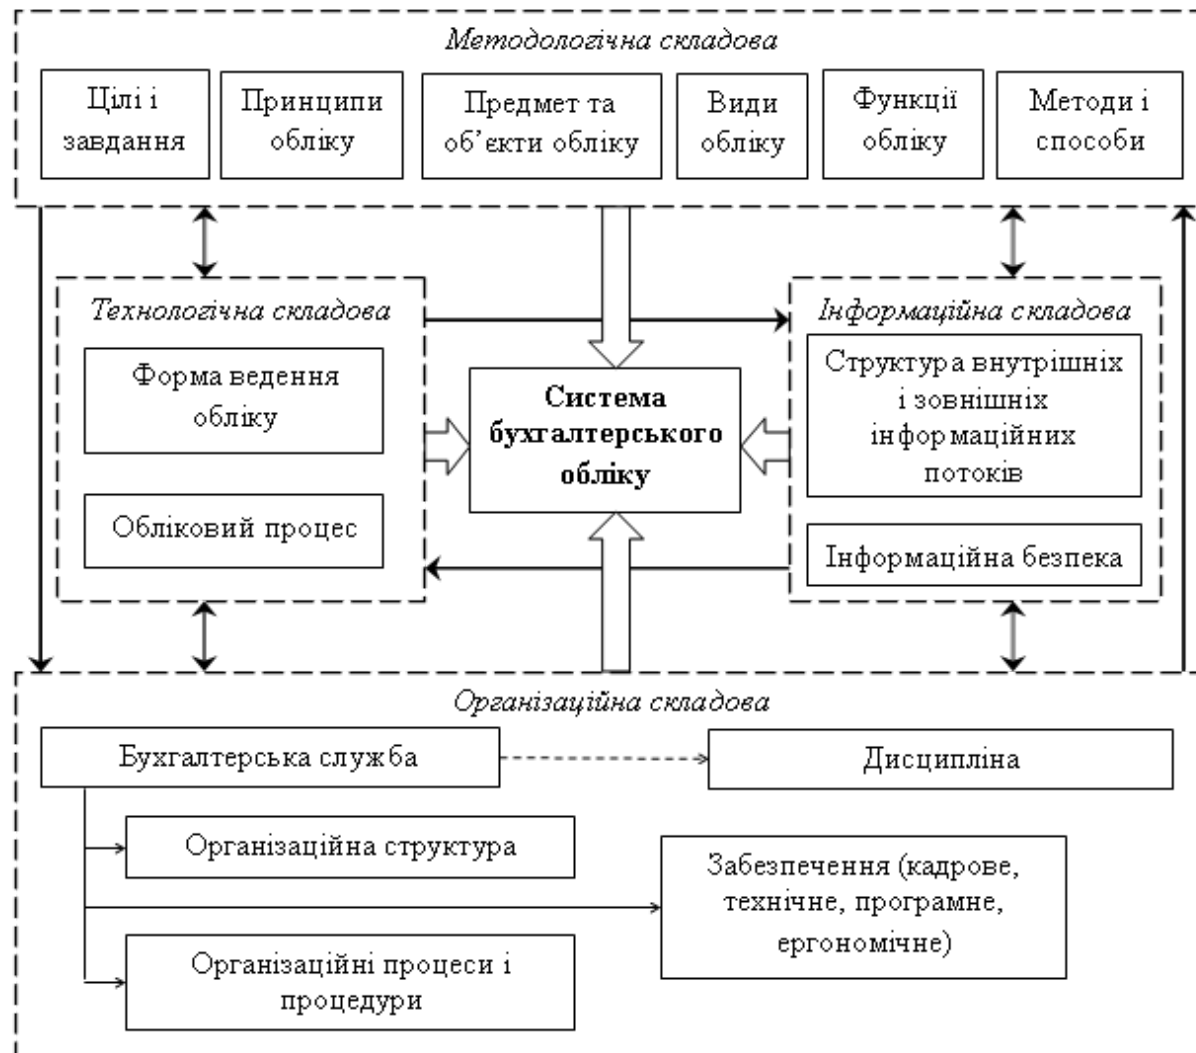 Методологічна складова
Цілі і
завдання
Принципи
обліку
Предмет та
об’єкти обліку
Види
обліку
Функції
обліку
Методи і
способи
Технологічна складова
Форма ведення
обліку
Обліковий процес
Система
бухгалтерського
обліку
Інформаційна складова
Структура внутрішніх
і зовнішніх
інформаційних
потоків
Інформаційна безпека
Організаційна складова
Бухгалтерська служба
Дисципліна
Організаційна структура
Забезпечення (кадрове,
технічне, програмне,
ергономічне)
Організаційні процеси і
процедури